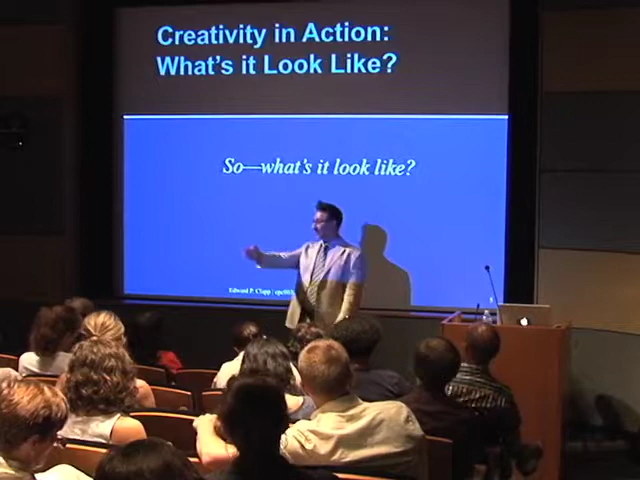 Creativity in Action:
What's it Look Like?
So—what's it look like?
Edward P. Clapp |